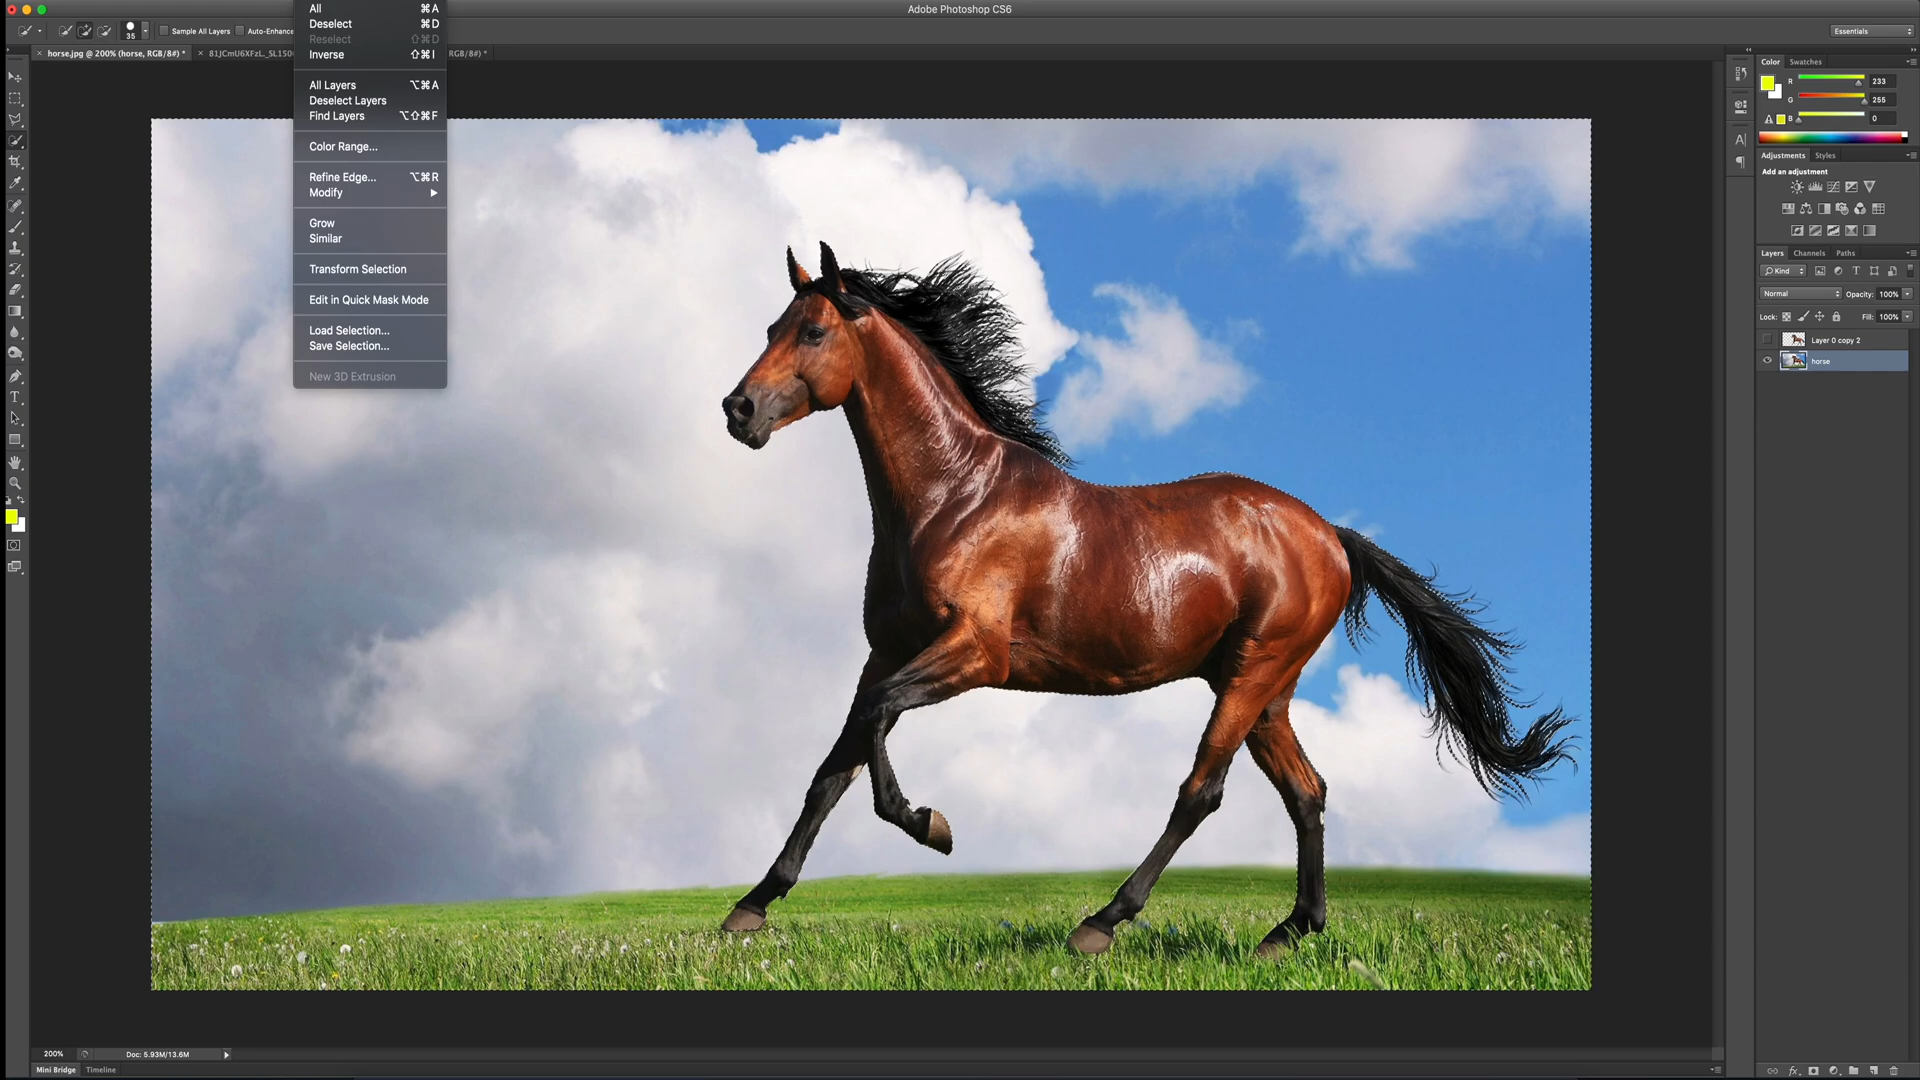 Adobe Photoshop CS6
35
Sample All Layers
Auto-Enhance
Essentials
horse.jpg @ 200% (horse, RGB/8#) *
RGB/8#) *
All ⌘A
Deselect ⌘D
Reselect ⇧⌘D
Inverse ⇧⌘I
All Layers ⌥⌘A
Deselect Layers
Find Layers ⌥⇧⌘F
Color Range...
Refine Edge... ⌥⌘R
Modify
Grow
Similar
Transform Selection
Edit in Quick Mask Mode
Load Selection...
Save Selection...
New 3D Extrusion
Color Swatches
R 233
G 255
B 0
Adjustments Styles
Add an adjustment
Layers Channels Paths
Kind
Normal Opacity: 100%
Lock: Fill: 100%
Layer 0 copy 2
horse
200% Doc: 5.93M/13.6M
Mini Bridge Timeline